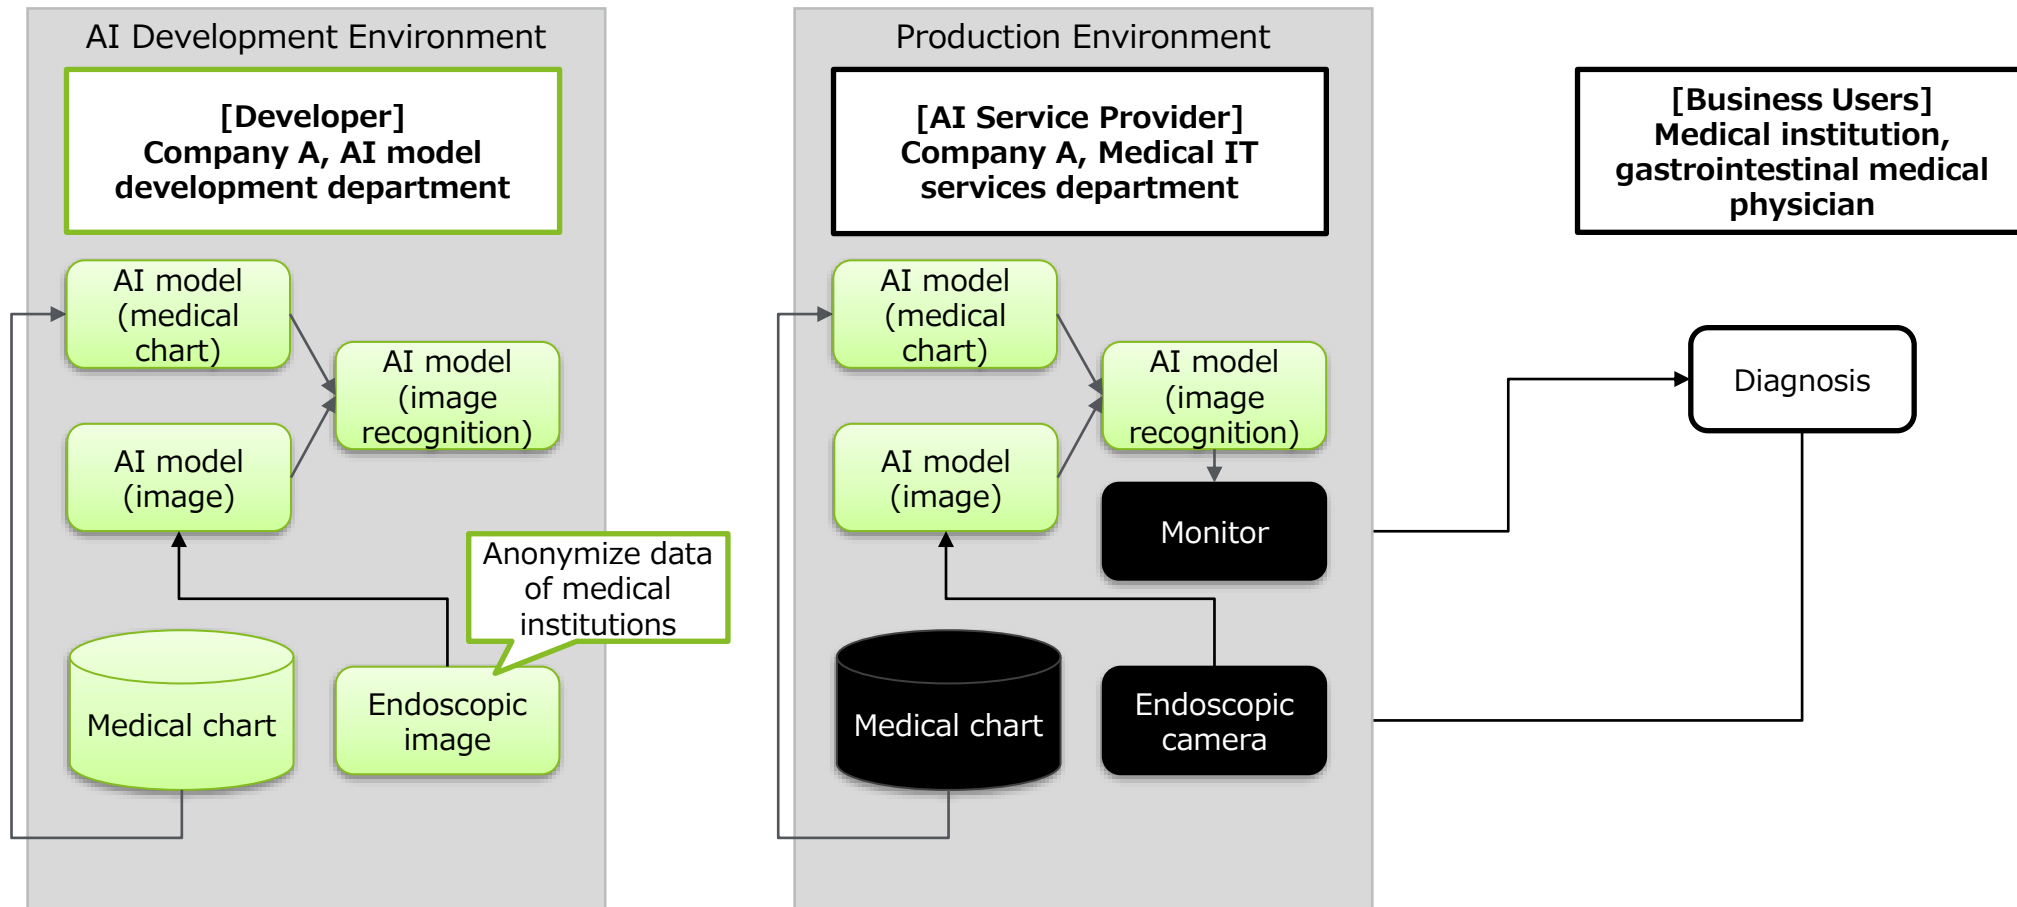 AI Development Environment
[Developer]
Company A, AI model
development department
AI model
(medical
chart)
AI model
(image
recognition)
AI model
(image)
Anonymize data
of medical
institutions
Medical chart
Endoscopic
image
Production Environment
[AI Service Provider]
Company A, Medical IT
services department
AI model
(medical
chart)
AI model
(image
recognition)
AI model
(image)
Monitor
Medical chart
Endoscopic
camera
[Business Users]
Medical institution,
gastrointestinal medical
physician
Diagnosis